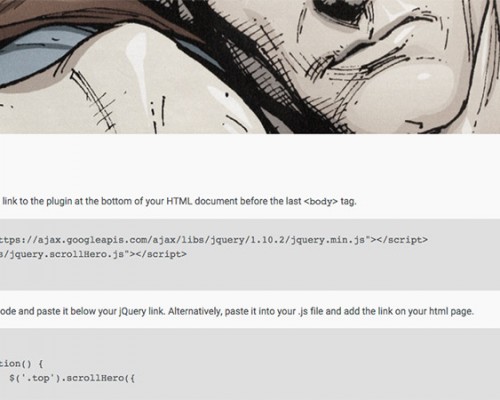 link to the plugin at the bottom of your HTML document before the last <body> tag.
ttps://ajax.googleapis.com/ajax/libs/jquery/1.10.2/jquery.min.js"></script>
s/jquery.scrollHero.js"></script>
ode and paste it below your jQuery link. Alternatively, paste it into your .js file and add the link on your html page.
tion() {
$('.top').scrollHero({